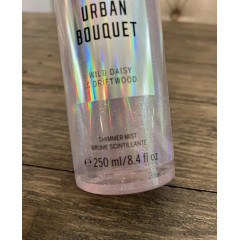 URBAN
BOUQUET
WILD DAISY
& DRIFTWOOD
SHIMMER MIST
BRUME SCINTILLANTE
e 250 ml/8.4 fl oz